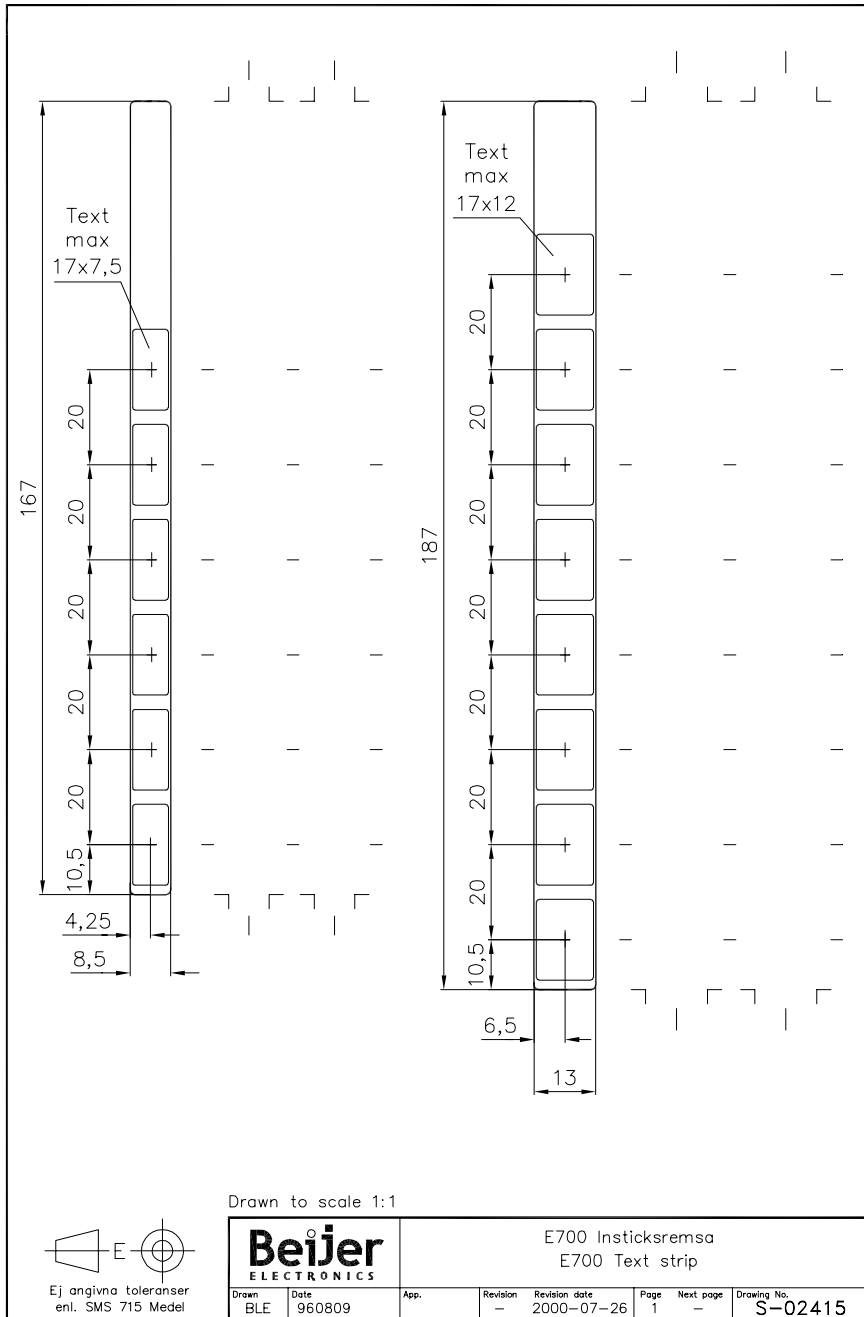 Text
max
17x7,5
167
20
20
20
20
20
10,5
4,25
8,5
Text
max
17x12
187
20
20
20
20
20
20
20
10,5
6,5
13
Drawn to scale 1:1
E
Ej angivna toleranser
enl. SMS 715 Medel
Beijer
ELECTRONICS
E700 Insticksremsa
E700 Text strip
Drawn
BLE
Date
960809
App.
Revision
-
Revision date
2000-07-26
Page
1
Next page
-
Drawing No.
S-02415